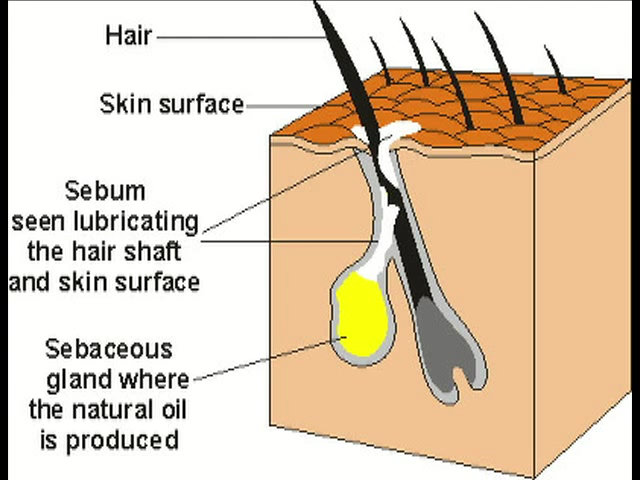 Hair
Skin surface
Sebum
seen lubricating
the hair shaft
and skin surface
Sebaceous
gland where
the natural oil
is produced